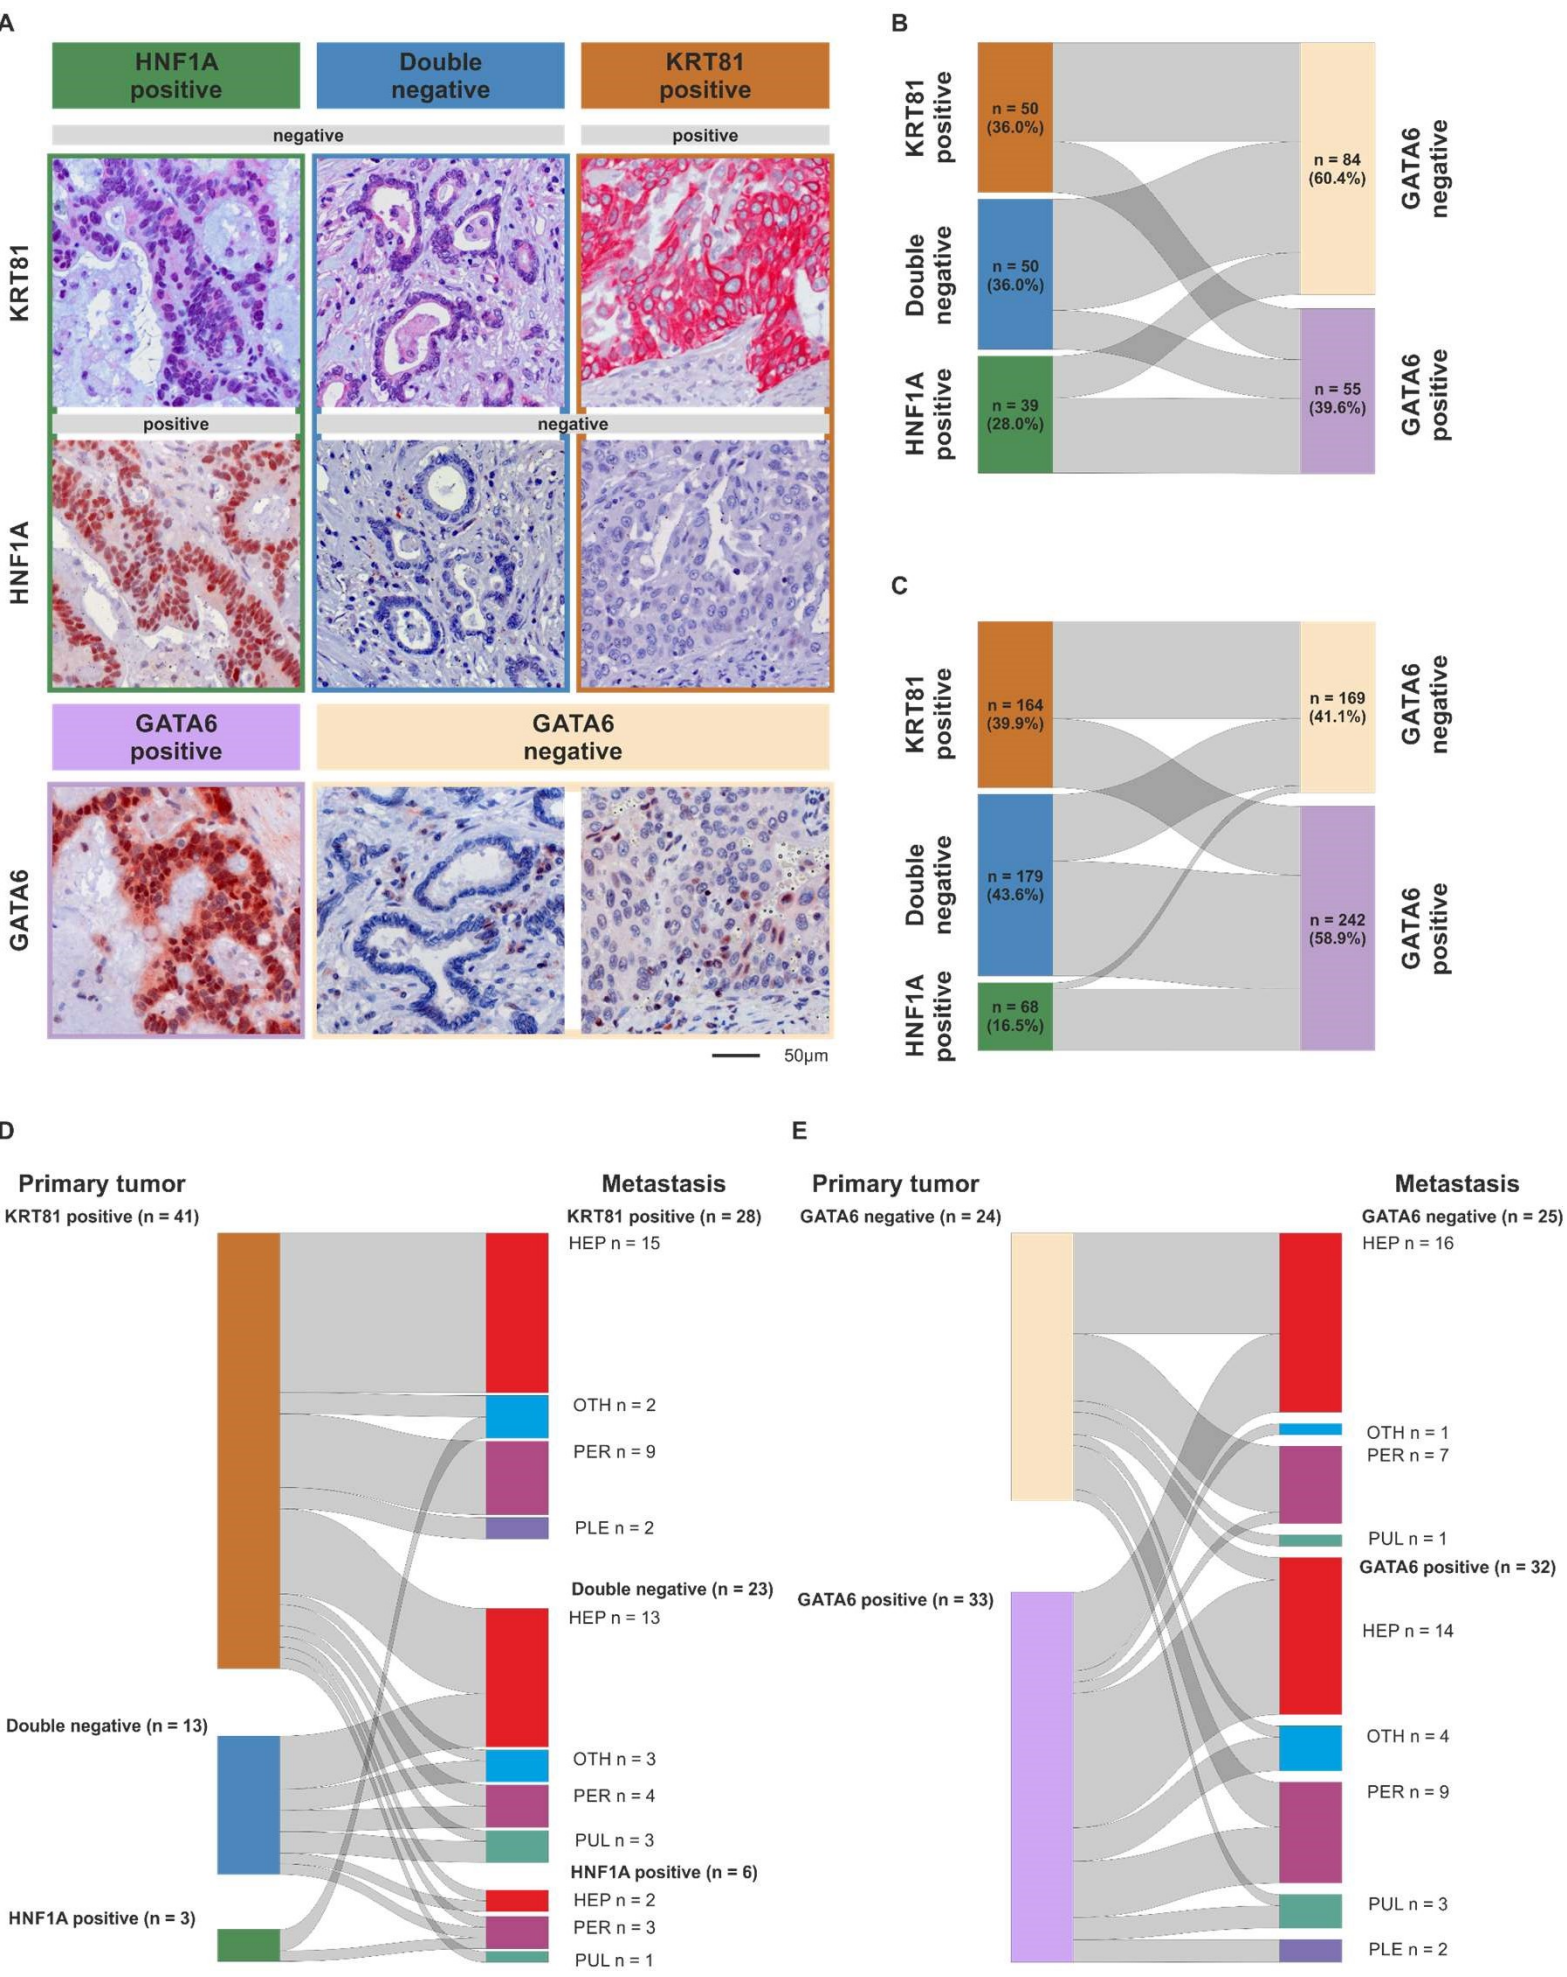 A
HNF1A
positive
Double
negative
KRT81
positive
negative
positive
KRT81
positive
negative
HNF1A
GATA6
positive
GATA6
negative
GATA6
50µm
B
KRT81
positive
n = 50
(36.0%)
Double
negative
n = 50
(36.0%)
HNF1A
positive
n = 39
(28.0%)
n = 84
(60.4%)
GATA6
negative
n = 55
(39.6%)
GATA6
positive
C
KRT81
positive
n = 164
(39.9%)
Double
negative
n = 179
(43.6%)
HNF1A
positive
n = 68
(16.5%)
n = 169
(41.1%)
GATA6
negative
n = 242
(58.9%)
GATA6
positive
D
Primary tumor
KRT81 positive (n = 41)
Double negative (n = 13)
HNF1A positive (n = 3)
Metastasis
KRT81 positive (n = 28)
HEP n = 15
OTH n = 2
PER n = 9
PLE n = 2
Double negative (n = 23)
HEP n = 13
OTH n = 3
PER n = 4
PUL n = 3
HNF1A positive (n = 6)
HEP n = 2
PER n = 3
PUL n = 1
E
Primary tumor
GATA6 negative (n = 24)
GATA6 positive (n = 33)
Metastasis
GATA6 negative (n = 25)
HEP n = 16
OTH n = 1
PER n = 7
PUL n = 1
GATA6 positive (n = 32)
HEP n = 14
OTH n = 4
PER n = 9
PUL n = 3
PLE n = 2